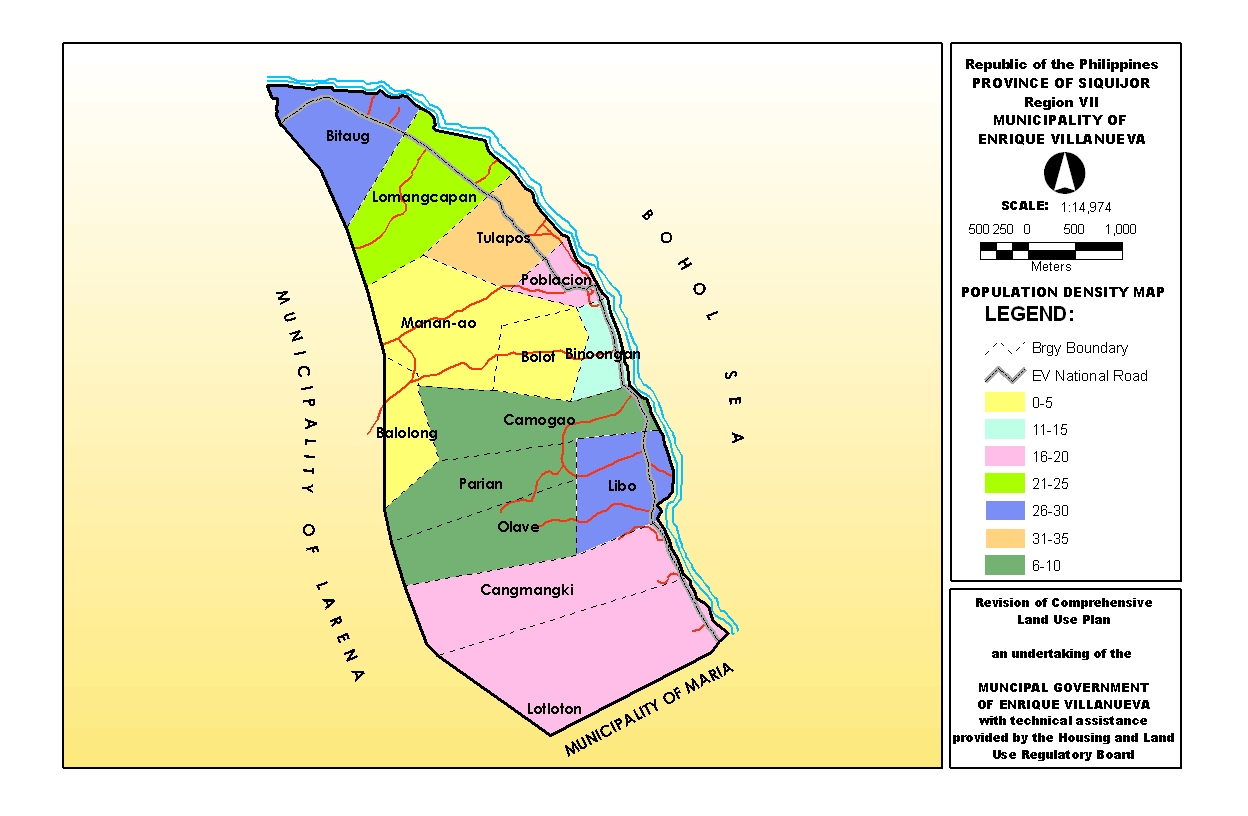 Bitaug
Lomangcapan
Tulapos
Poblacion
Manan-ao
Bolot
Binoongan
Camogao
Balolong
Parian
Libo
Olave
Cangmangki
Lotloton
BOHOL SEA
MUNICIPALITY OF LARENA
MUNICIPALITY OF MARIA
Republic of the Philippines
PROVINCE OF SIQUIJOR
Region VII
MUNICIPALITY OF
ENRIQUE VILLANUEVA
SCALE: 1:14,974
500 250 0 500 1,000
Meters
POPULATION DENSITY MAP
LEGEND:
Brgy Boundary
EV National Road
0-5
11-15
16-20
21-25
26-30
31-35
6-10
Revision of Comprehensive
Land Use Plan
an undertaking of the
MUNCIPAL GOVERNMENT
OF ENRIQUE VILLANUEVA
with technical assistance
provided by the Housing and Land
Use Regulatory Board